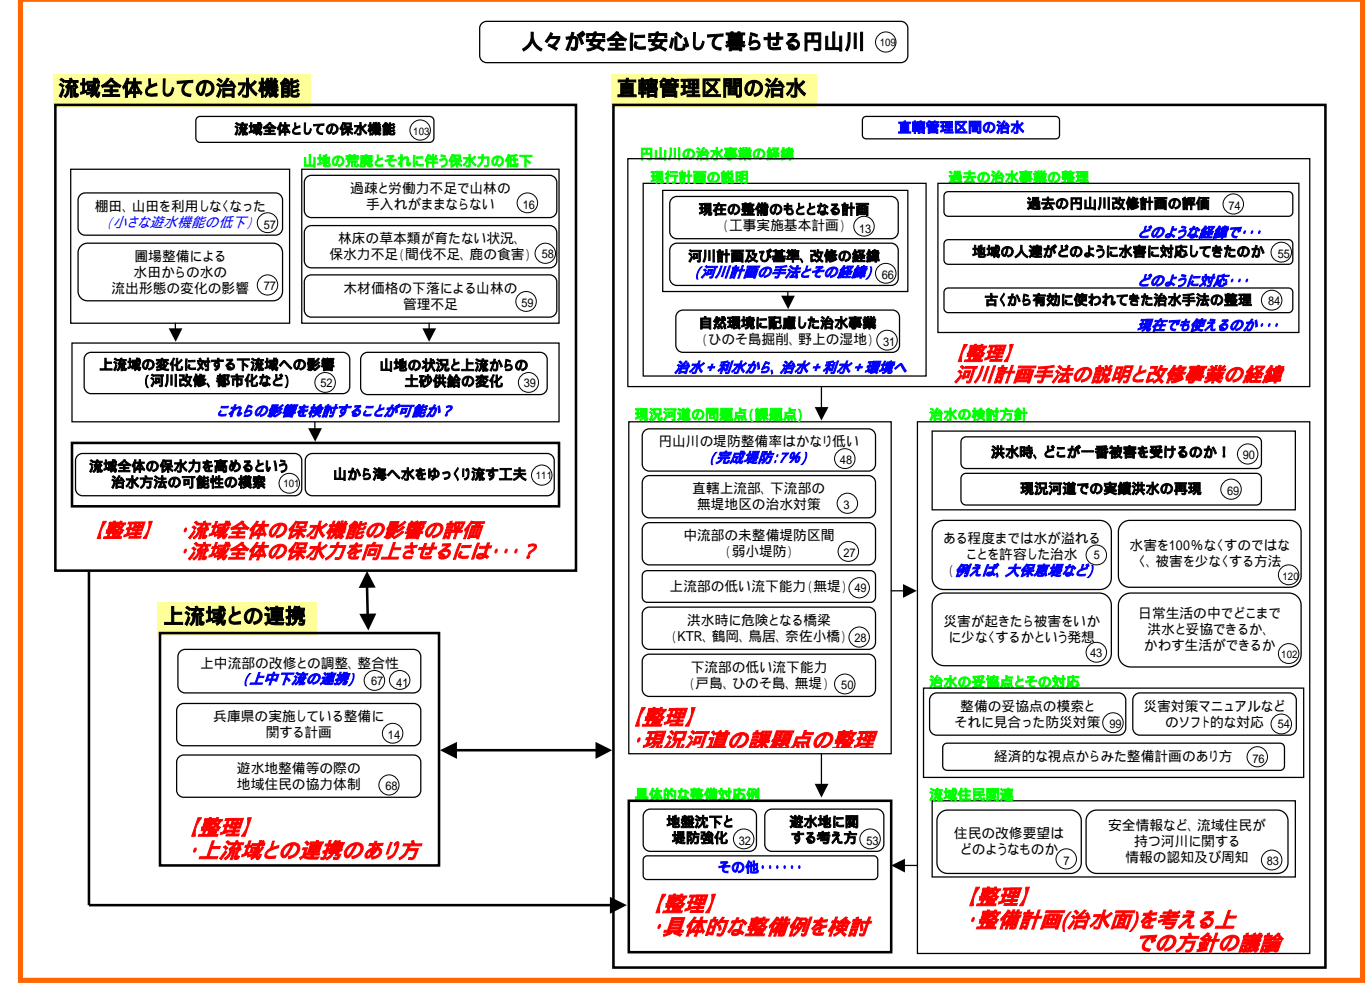 人々が安全に安心して暮らせる円山川 109
流域全体としての治水機能
流域全体としての保水機能 103
山地の荒廃とそれに伴う保水力の低下
棚田、山田を利用しなくなった
(小さな遊水機能の低下) 57
圃場整備による
水田からの水の
流出形態の変化の影響 77
過疎と労働力不足で山林の
手入れがままならない 16
林床の草本類が育たない状況、
保水力不足(間伐不足、鹿の食害) 58
木材価格の下落による山林の
管理不足 59
上流域の変化に対する下流域への影響
(河川改修、都市化など) 52
山地の状況と上流からの
土砂供給の変化 39
これらの影響を検討することが可能か？
流域全体の保水力を高めるという
治水方法の可能性の模索 101
山から海へ水をゆっくり流す工夫 111
【整理】 ・流域全体の保水機能の影響の評価
・流域全体の保水力を向上させるには・・・？
上流域との連携
上中流部の改修との調整、整合性
(上中下流の連携) 67 41
兵庫県の実施している整備に
関する計画 14
遊水地整備等の際の
地域住民の協力体制 68
【整理】
・上流域との連携のあり方
直轄管理区間の治水
直轄管理区間の治水
円山川の治水事業の経緯
現行計画の説明
現在の整備のもととなる計画
(工事実施基本計画) 13
河川計画及び基準、改修の経緯
(河川計画の手法とその経緯) 66
自然環境に配慮した治水事業
(ひのそ島掘削、野上の湿地) 31
治水＋利水から、治水＋利水＋環境へ
過去の治水事業の整理
過去の円山川改修計画の評価 74
どのような経緯で・・・
地域の人達がどのように水害に対応してきたのか 55
どのように対応・・・
古くから有効に使われてきた治水手法の整理 84
現在でも使えるのか・・・
【整理】
河川計画手法の説明と改修事業の経緯
現況河道の問題点(課題点)
円山川の堤防整備率はかなり低い
(完成堤防:7%) 48
直轄上流部、下流部の
無堤地区の治水対策 3
中流部の未整備堤防区間
(弱小堤防) 27
上流部の低い流下能力(無堤) 49
洪水時に危険となる橋梁
(KTR、鶴岡、鳥居、奈佐小橋) 28
下流部の低い流下能力
(戸島、ひのそ島、無堤) 50
【整理】
・現況河道の課題点の整理
治水の検討方針
洪水時、どこが一番被害を受けるのか！ 90
現況河道での実績洪水の再現 69
ある程度までは水が溢れる
ことを許容した治水 5
(例えば、大保恵堤など)
水害を100%なくすのではな
く、被害を少なくする方法
120
災害が起きたら被害をいか
に少なくするかという発想
43
日常生活の中でどこまで
洪水と妥協できるか、
かわす生活ができるか 102
治水の妥協点とその対応
整備の妥協点の模索と
それに見合った防災対策 99
災害対策マニュアルなど
のソフト的な対応 54
経済的な視点からみた整備計画のあり方 76
流域住民関連
住民の改修要望は
どのようなものか 7
安全情報など、流域住民が
持つ河川に関する
情報の認知及び周知 83
【整理】
・整備計画(治水面)を考える上
での方針の議論
具体的な整備対応例
地盤沈下と
堤防強化 32
遊水地に関
する考え方 53
その他・・・・・・
【整理】
・具体的な整備例を検討